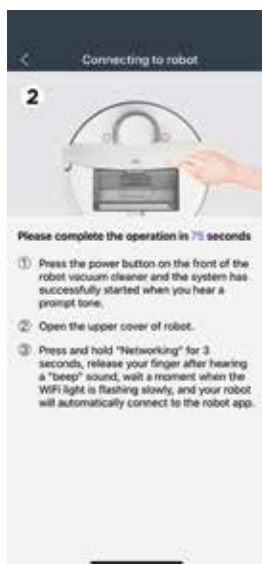 Connecting to robot
2
Please complete the operation in 75 seconds
① Press the power button on the front of the
robot vacuum cleaner and the system has
successfully started when you hear a
prompt tone.
② Open the upper cover of robot.
③ Press and hold "Networking" for 3
seconds, release your finger after hearing
a "beep" sound, wait a moment when the
WiFi light is flashing slowly, and your robot
will automatically connect to the robot app.